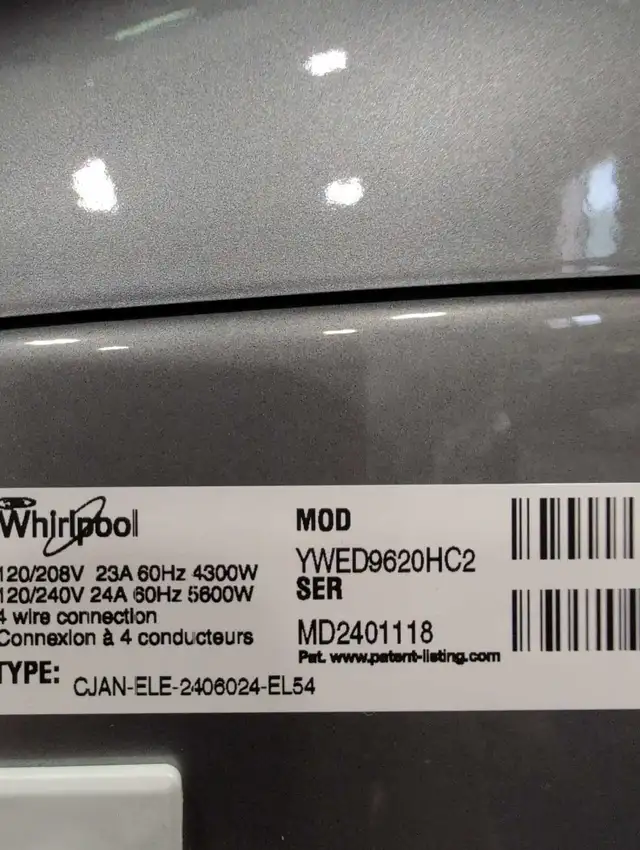 Whirlpool
120/208V 23A 60Hz 4300W
120/240V 24A 60Hz 5600W
4 wire connection
Connexion à 4 conducteurs
TYPE: CJAN-ELE-2406024-EL54
MOD
YWED9620HC2
SER
MD2401118
Pat. www.patent-listing.com